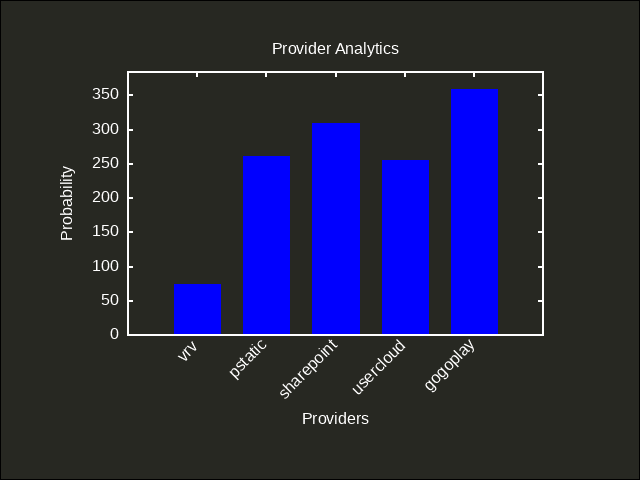 Provider Analytics
350
300
250
200
150
100
50
0
Probability
vrv
pstatic
sharepoint
usercloud
gogoplay
Providers